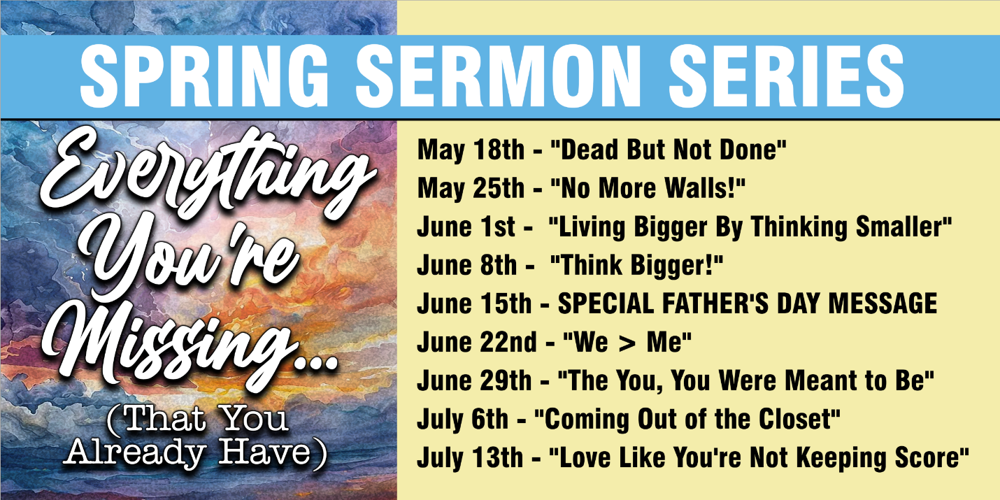 SPRING SERMON SERIES
Everything
You're
Missing...
(That You
Already Have)
May 18th - "Dead But Not Done"
May 25th - "No More Walls!"
June 1st - "Living Bigger By Thinking Smaller"
June 8th - "Think Bigger!"
June 15th - SPECIAL FATHER'S DAY MESSAGE
June 22nd - "We > Me"
June 29th - "The You, You Were Meant to Be"
July 6th - "Coming Out of the Closet"
July 13th - "Love Like You're Not Keeping Score"